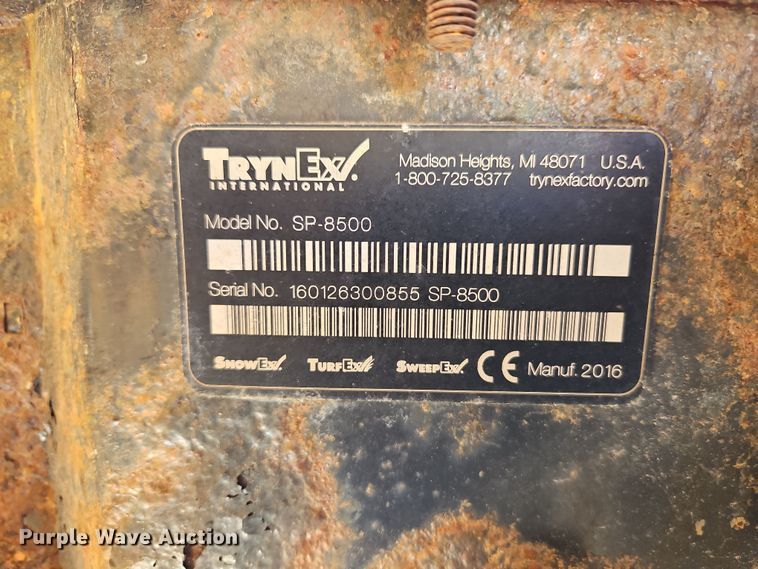 TRYNEX.
INTERNATIONAL
Madison Heights, MI 48071 U.S.A.
1-800-725-8377 trynexfactory.com
Model No. SP-8500
Serial No. 160126300855 SP-8500
SNOWEX. TURFEX SWEEPEX. CE Manuf. 2016
Purple Wave Auction